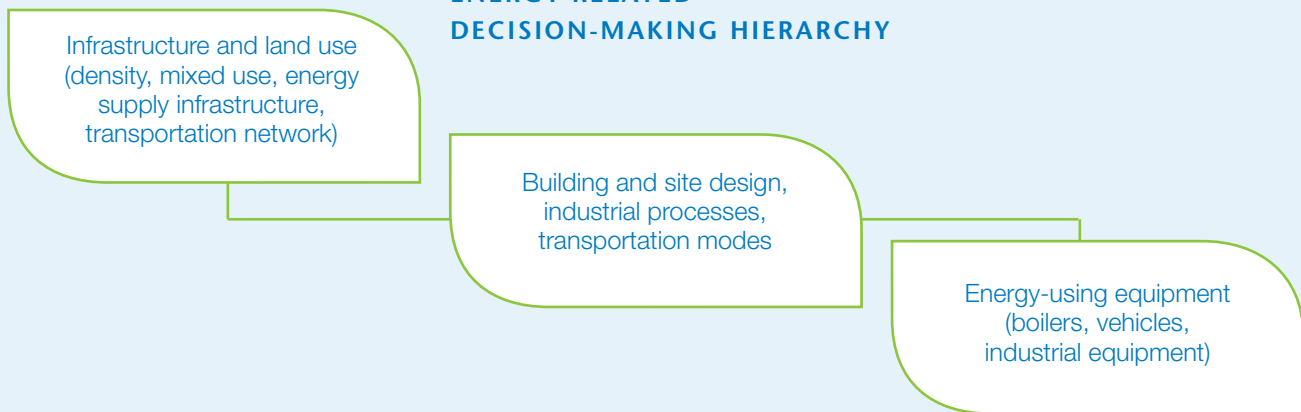 DECISION-MAKING HIERARCHY
Infrastructure and land use
(density, mixed use, energy
supply infrastructure,
transportation network)
Building and site design,
industrial processes,
transportation modes
Energy-using equipment
(boilers, vehicles,
industrial equipment)